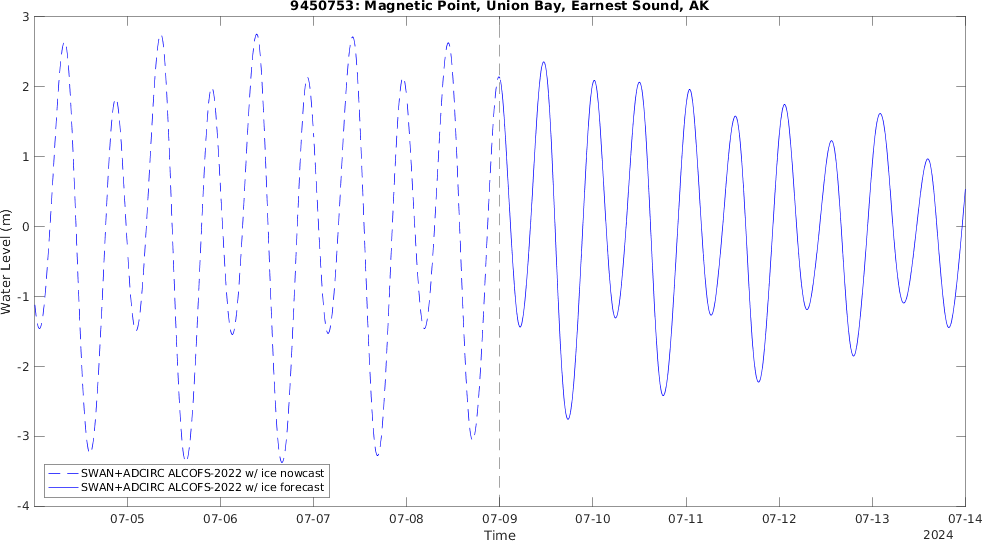 9450753: Magnetic Point, Union Bay, Earnest Sound, AK
3
2
1
0
-1
-2
-3
-4
Water Level (m)
SWAN+ADCIRC ALCOFS-2022 w/ ice nowcast
SWAN+ADCIRC ALCOFS-2022 w/ ice forecast
07-05 07-06 07-07 07-08 07-09 07-10 07-11 07-12 07-13 07-14
Time
2024